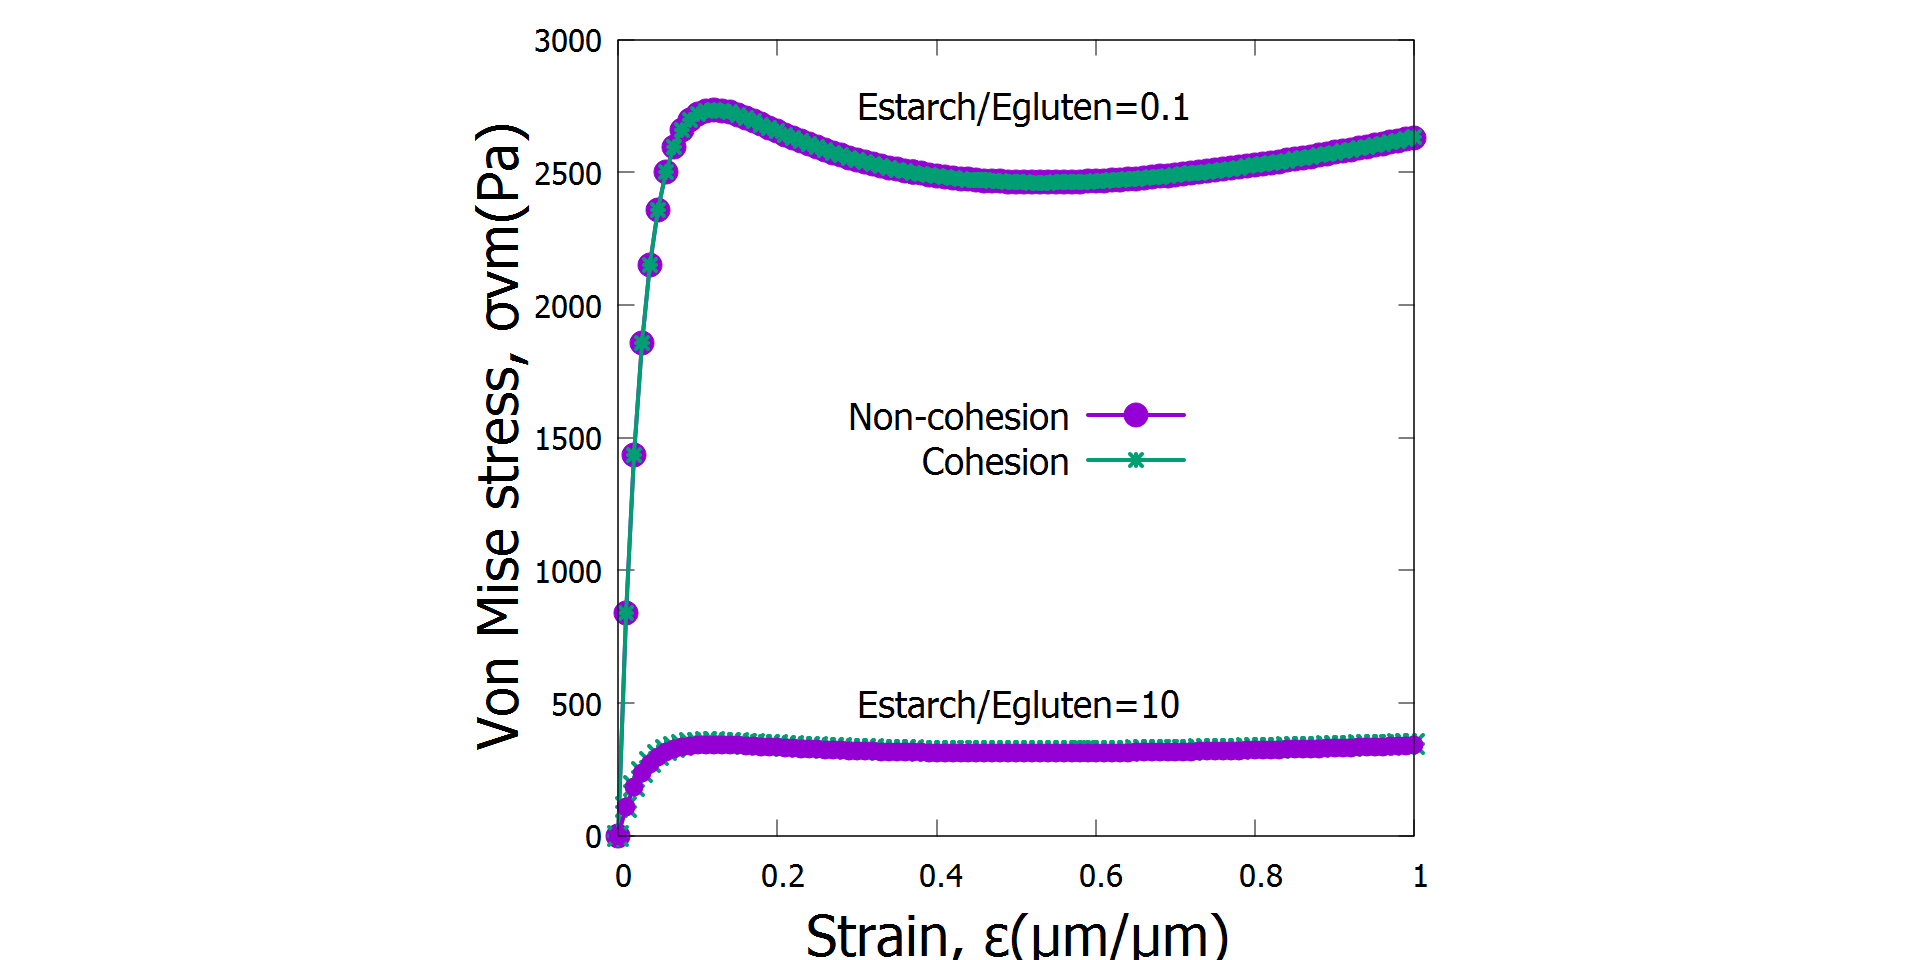 3000
2500
2000
1500
1000
500
0
Von Mise stress, σvm(Pa)
Estarch/Egluten=0.1
Non-cohesion
Cohesion
Estarch/Egluten=10
0 0.2 0.4 0.6 0.8 1
Strain, ε(μm/μm)